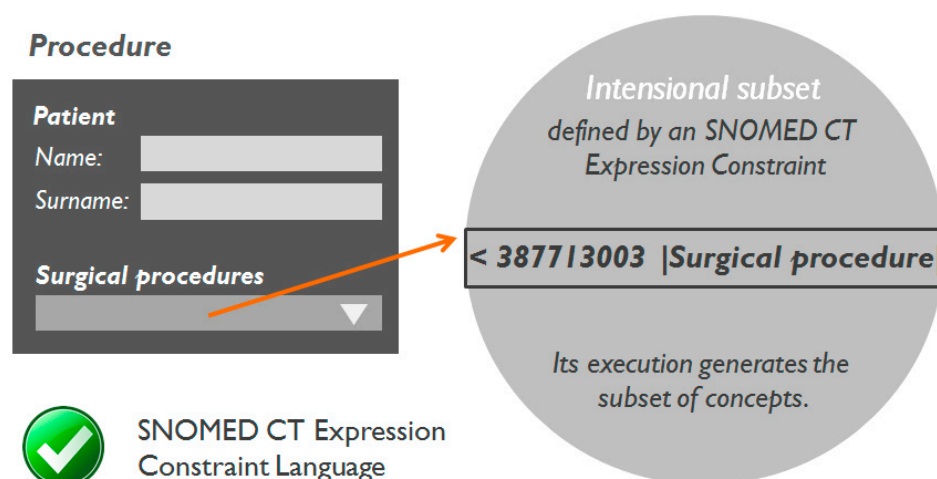 Procedure
Patient
Name:
Surname:
Surgical procedures
Intensional subset
defined by an SNOMED CT
Expression Constraint
< 387713003 |Surgical procedure|
Its execution generates the
subset of concepts.
SNOMED CT Expression
Constraint Language